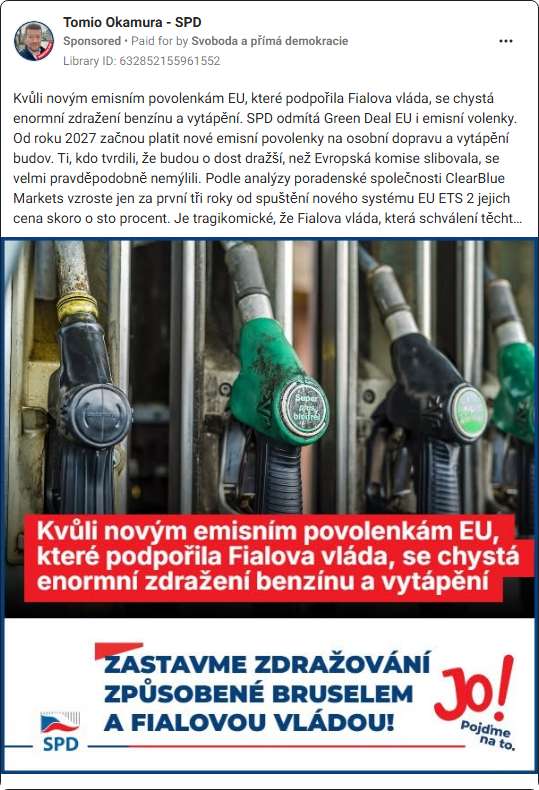 Tomio Okamura - SPD
Sponsored • Paid for by Svoboda a přímá demokracie
Library ID: 632852155961552
Kvůli novým emisním povolenkám EU, které podpořila Fialova vláda, se chystá
enormní zdražení benzínu a vytápění. SPD odmítá Green Deal EU i emisní volenky.
Od roku 2027 začnou platit nové emisní povolenky na osobní dopravu a vytápění
budov. Ti, kdo tvrdili, že budou o dost dražší, než Evropská komise slibovala, se
velmi pravděpodobně nemýlili. Podle analýzy poradenské společnosti ClearBlue
Markets vzroste jen za první tři roky od spuštění nového systému EU ETS 2 jejich
cena skoro o sto procent. Je tragikomické, že Fialova vláda, která schválení těcht...
Super
plus
Kvůli novým emisním povolenkám EU,
které podpořila Fialova vláda, se chystá
enormní zdražení benzínu a vytápění
ZASTAVME ZDRAŽOVÁNÍ
ZPŮSOBENÉ BRUSELEM
A FIALOVOU VLÁDOU!
Jo!
Pojďme
na to.
SPD